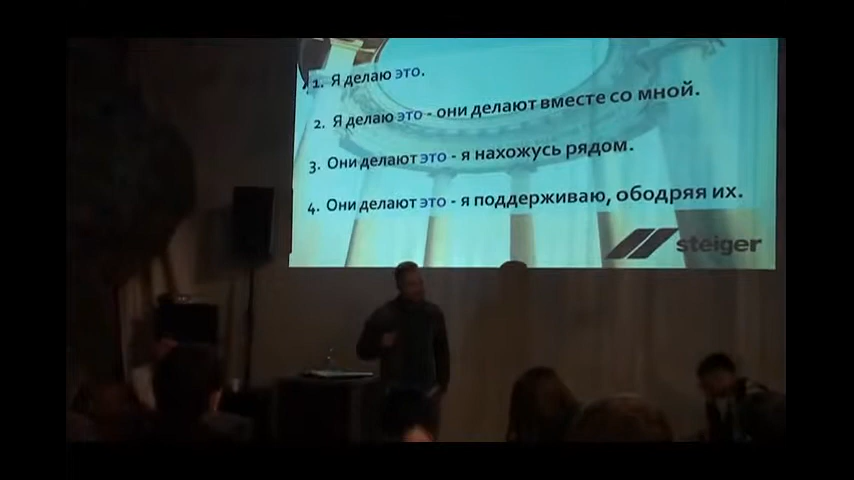 1. Я делаю это.
2. Я делаю это - они делают вместе со мной.
3. Они делают это - я нахожусь рядом.
4. Они делают это - я поддерживаю, ободряя их.
steiger